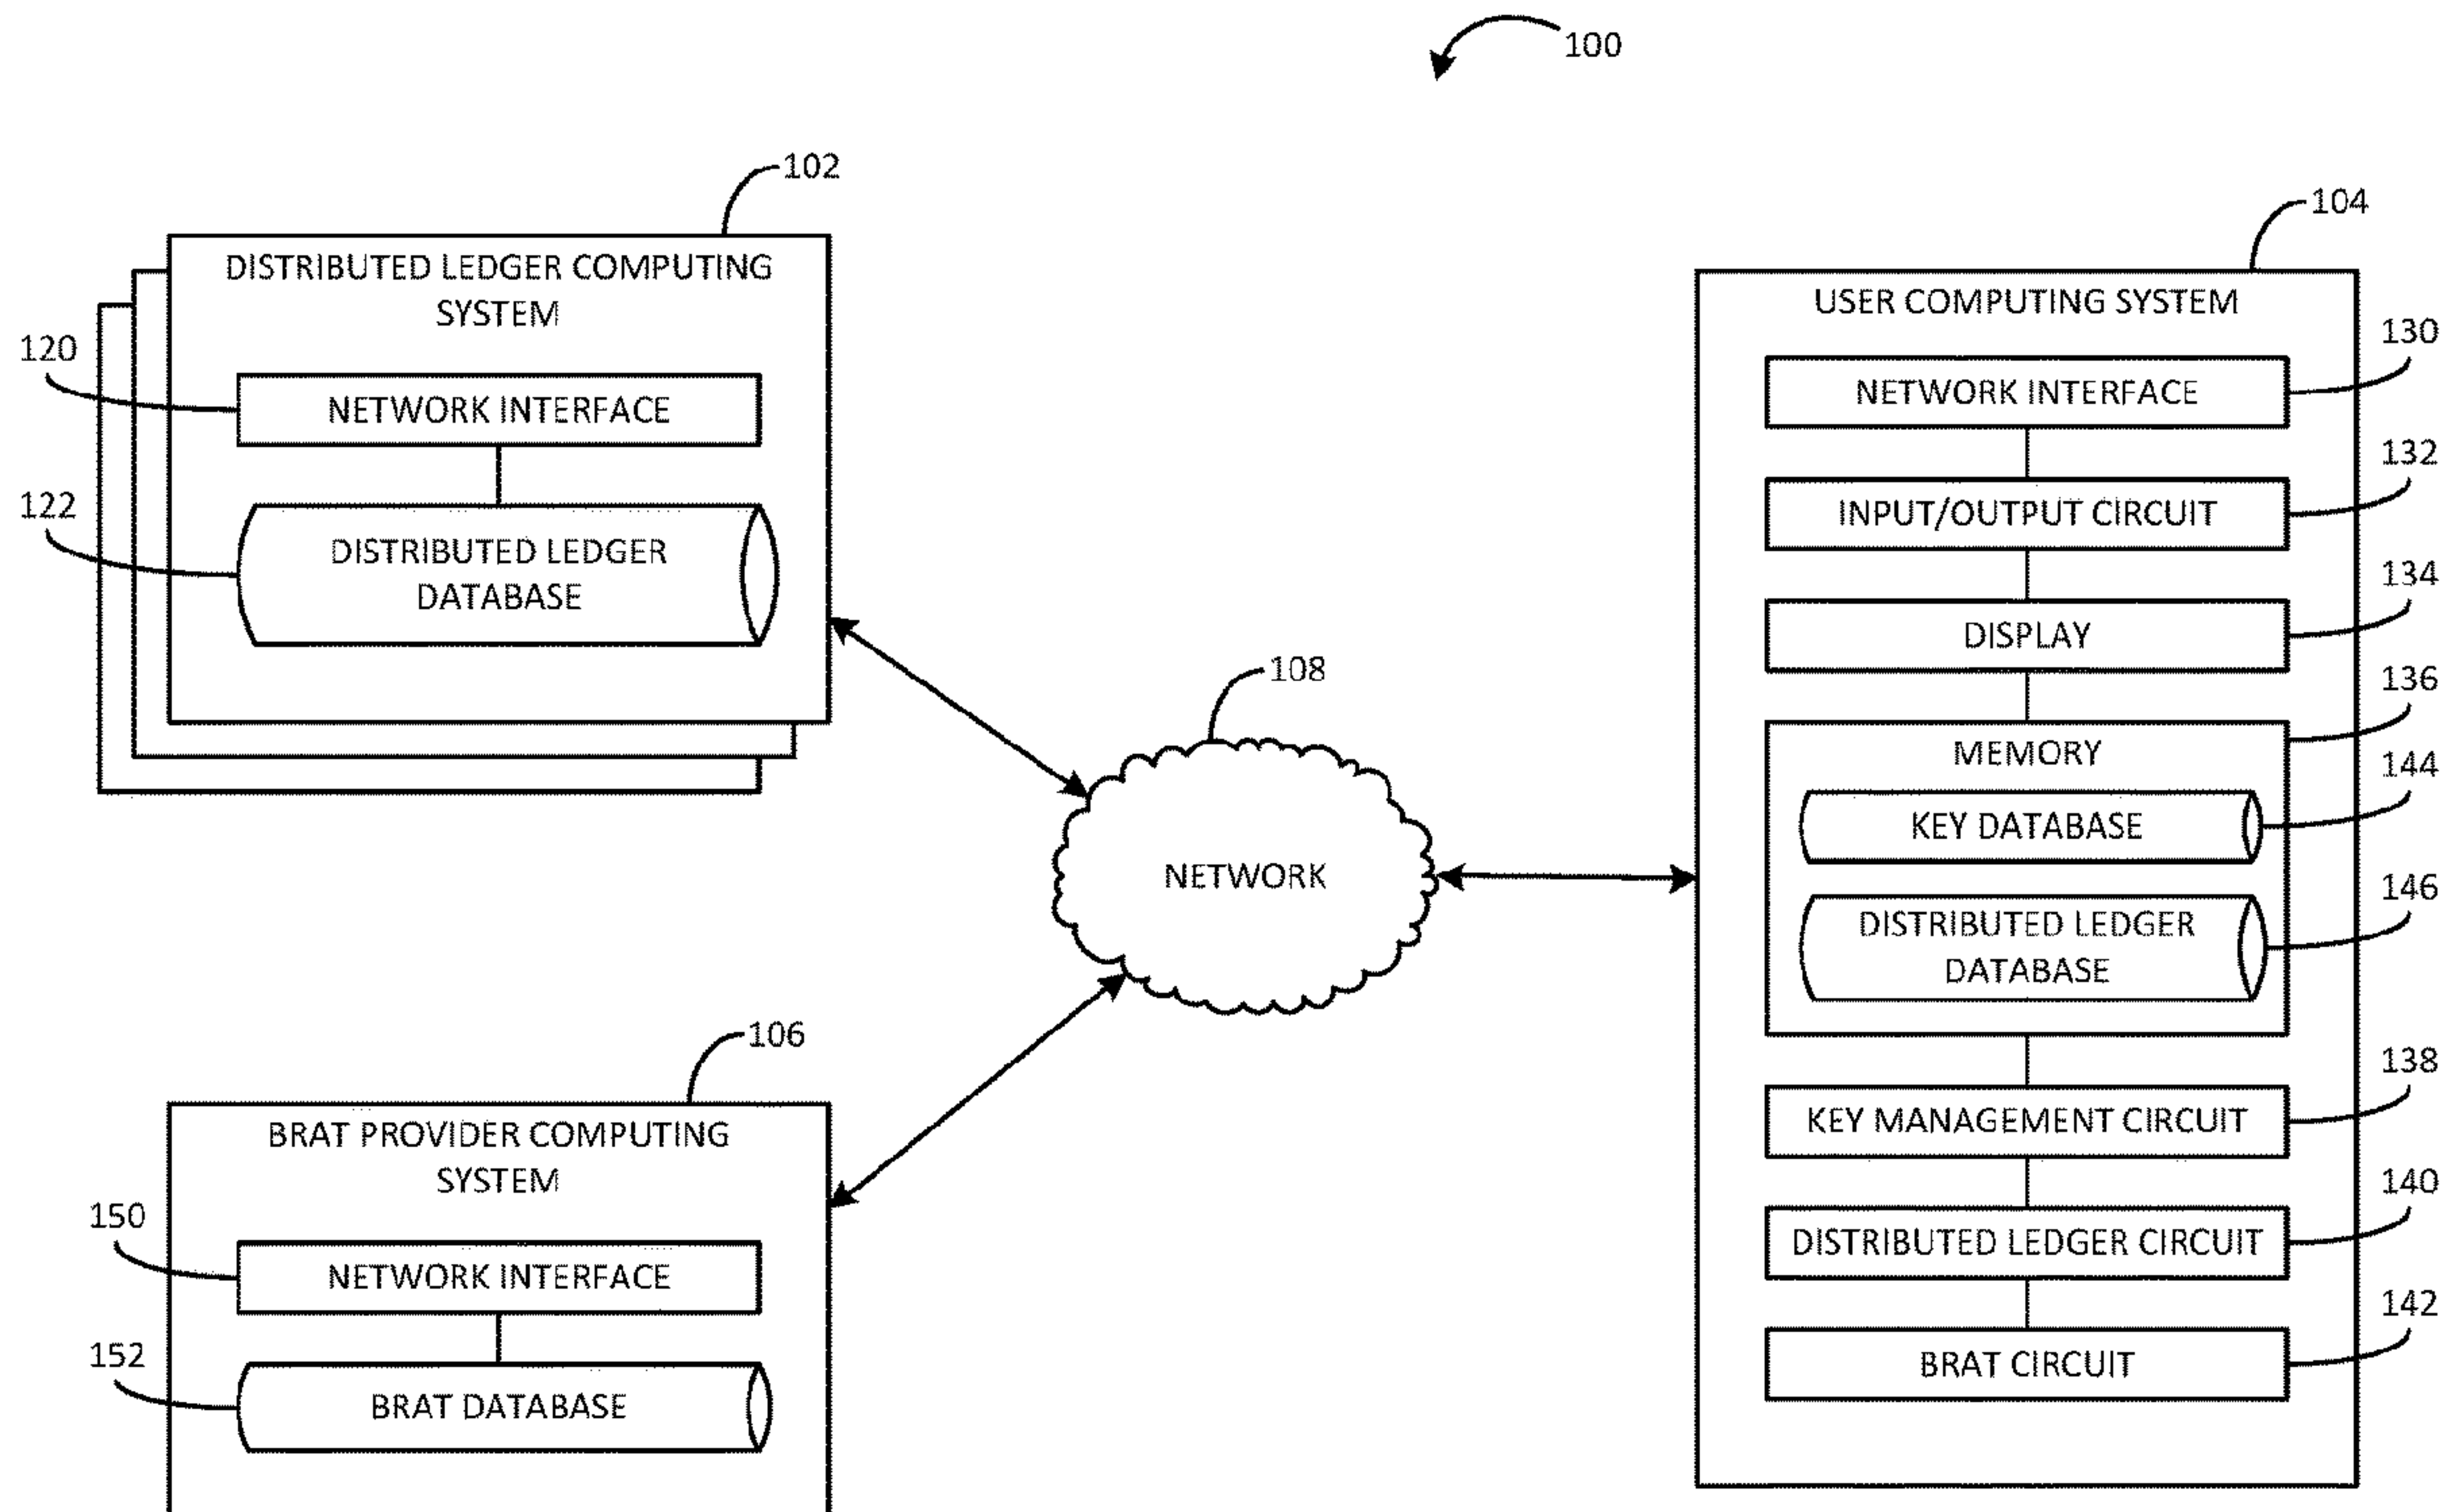 100
102
DISTRIBUTED LEDGER COMPUTING
SYSTEM
120
NETWORK INTERFACE
122
DISTRIBUTED LEDGER
DATABASE
108
NETWORK
106
BRAT PROVIDER COMPUTING
SYSTEM
150
NETWORK INTERFACE
152
BRAT DATABASE
104
USER COMPUTING SYSTEM
130
NETWORK INTERFACE
132
INPUT/OUTPUT CIRCUIT
134
DISPLAY
136
MEMORY
144
KEY DATABASE
146
DISTRIBUTED LEDGER
DATABASE
138
KEY MANAGEMENT CIRCUIT
140
DISTRIBUTED LEDGER CIRCUIT
142
BRAT CIRCUIT